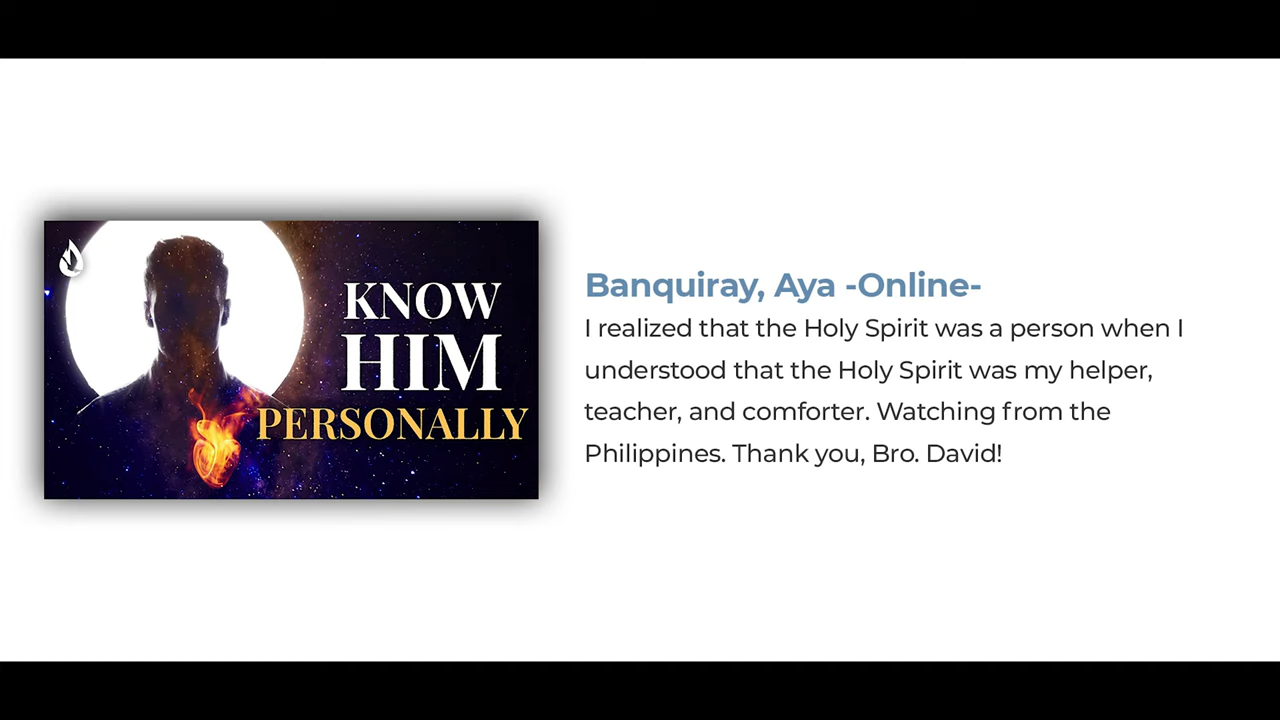 KNOW
HIM
PERSONALLY
Banquiray, Aya -Online-
I realized that the Holy Spirit was a person when I
understood that the Holy Spirit was my helper,
teacher, and comforter. Watching from the
Philippines. Thank you, Bro. David!